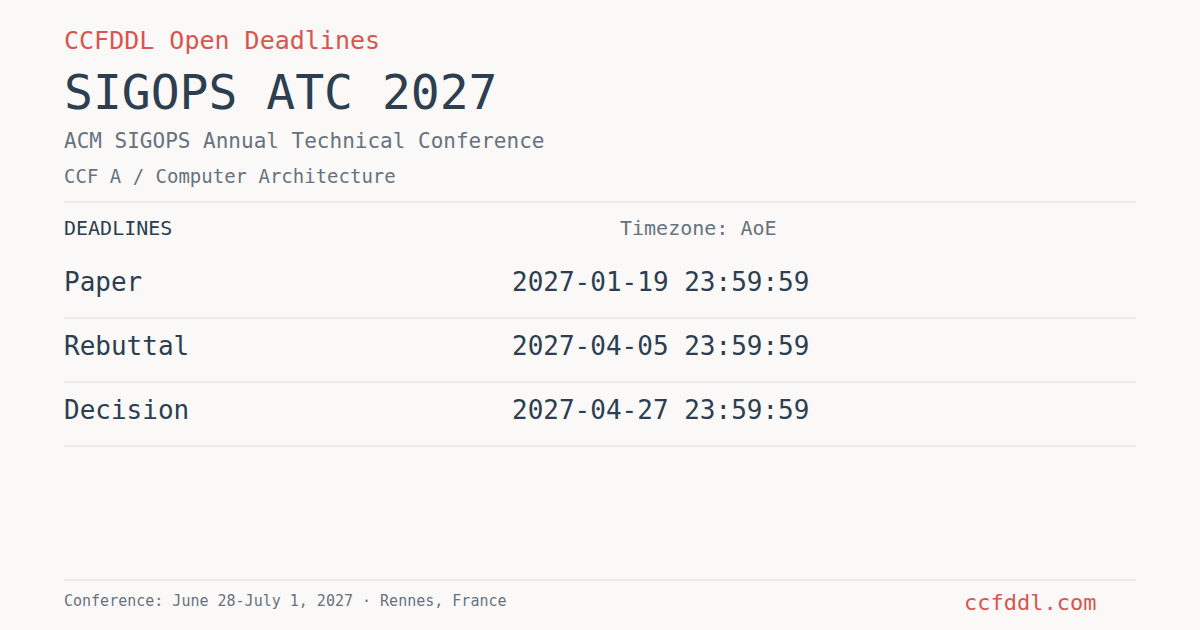 CCFDDL Open Deadlines
SIGOPS ATC 2027
ACM SIGOPS Annual Technical Conference
CCF A / Computer Architecture
DEADLINES Timezone: AoE
Paper 2027-01-19 23:59:59
Rebuttal 2027-04-05 23:59:59
Decision 2027-04-27 23:59:59
Conference: June 28-July 1, 2027 · Rennes, France ccfddl.com